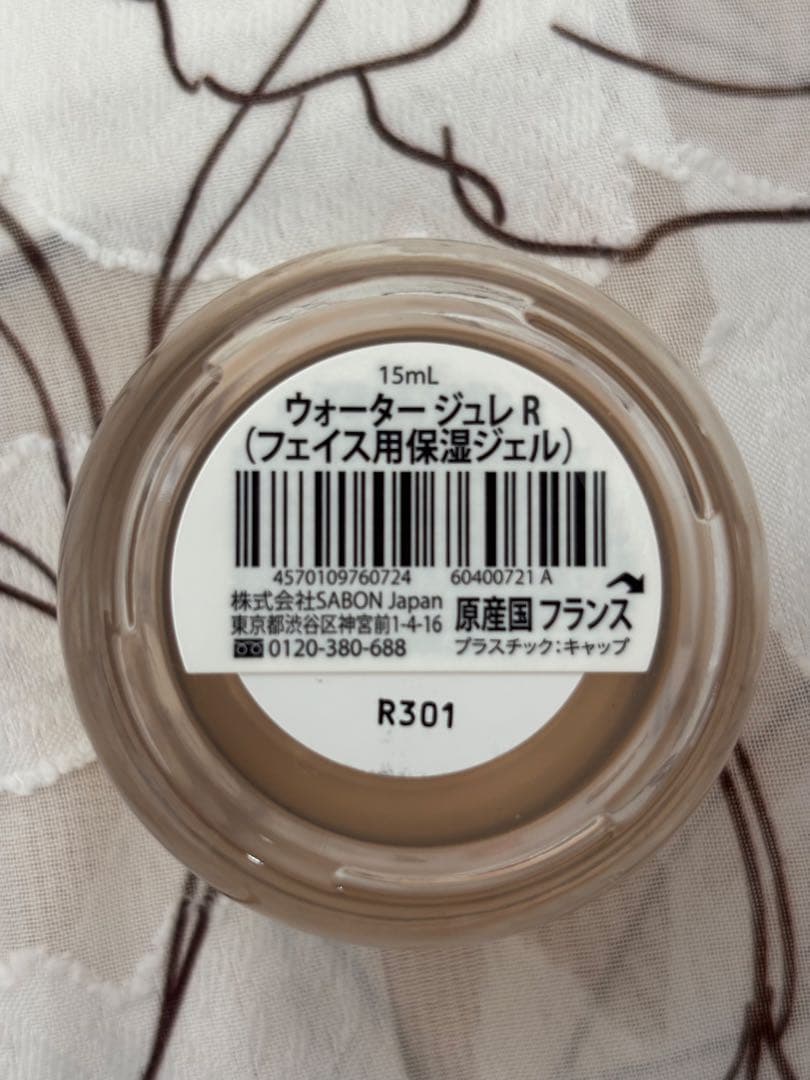 15mL
ウォーター ジュレ R
（フェイス用保湿ジェル）
4570109760724 60400721 A
株式会社SABON Japan
東京都渋谷区神宮前1-4-16
0120-380-688
原産国 フランス
プラスチック：キャップ
R301